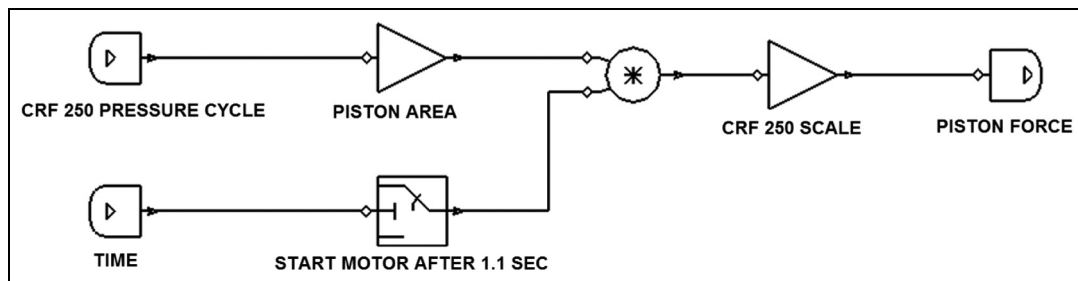 CRF 250 PRESSURE CYCLE
PISTON AREA
CRF 250 SCALE
PISTON FORCE
TIME
START MOTOR AFTER 1.1 SEC